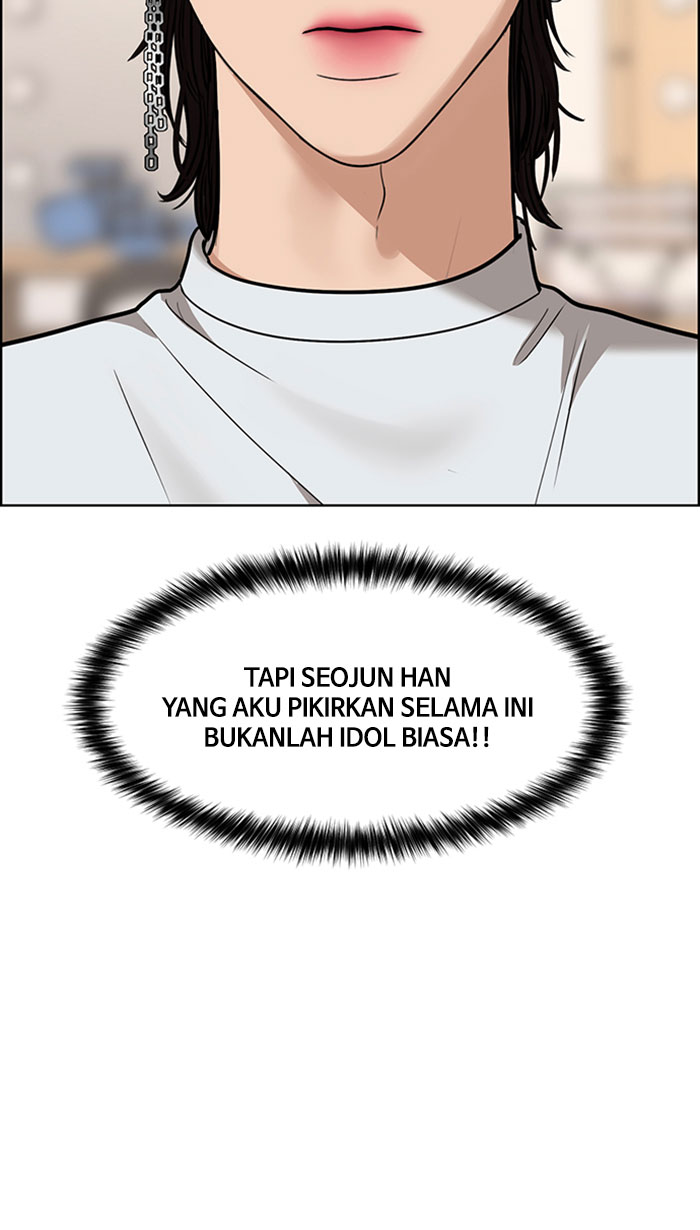 TAPI SEOJUN HAN
YANG AKU PIKIRKAN SELAMA INI
BUKANLAH IDOL BIASA!!